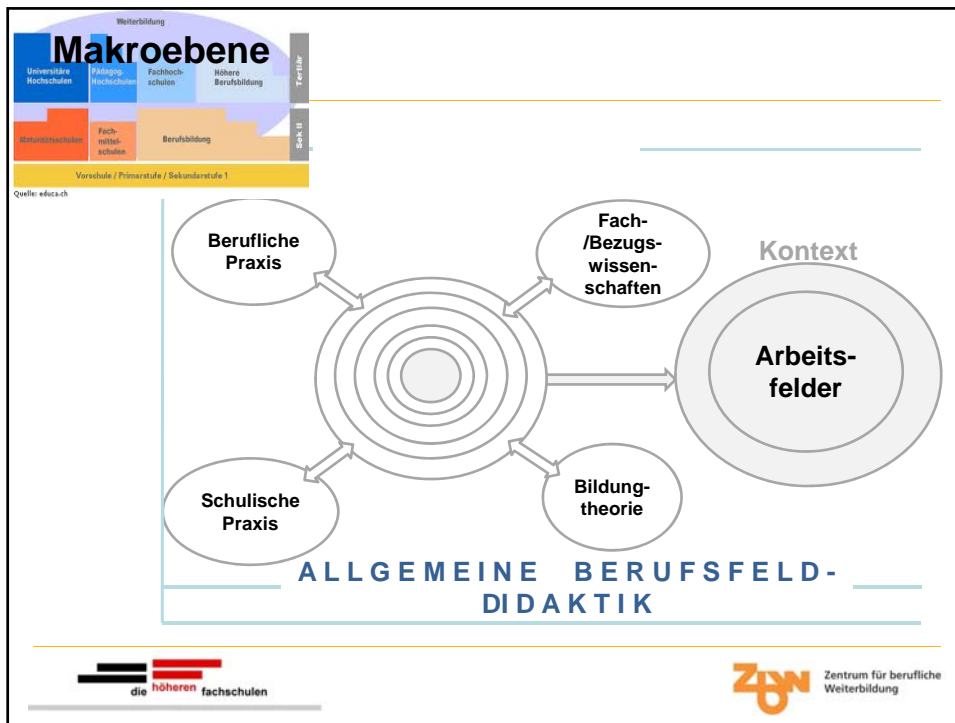 Weiterbildung
Makroebene
Universitäre
Hochschulen
Pädagog.
Hochschulen
Fachhoch-
schulen
Höhere
Berufsbildung
Tertiär
Maturitätsschulen
Fach-
mittel-
schulen
Berufsbildung
Sek II
Vorschule / Primarstufe / Sekundarstufe 1
Quelle: educa.ch
Berufliche
Praxis
Fach-
/Bezugs-
wissen-
schaften
Kontext
Arbeits-
felder
Schulische
Praxis
Bildung-
theorie
ALLGEMEINE BERUFSFELD-
DIDAKTIK
die höheren fachschulen
ZbW
Zentrum für berufliche
Weiterbildung